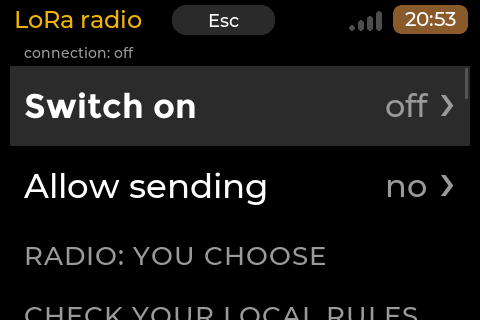 LoRa radio
Esc
20:53
connection: off
Switch on off
Allow sending no
RADIO: YOU CHOOSE
CHECK YOUR LOCAL RULES